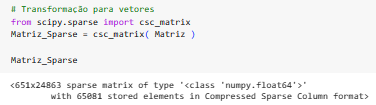 # Transformação para vetores
from scipy.sparse import csc_matrix
Matriz_Sparse = csc_matrix( Matriz )
Matriz_Sparse
<651x24863 sparse matrix of type '<class 'numpy.float64'>'
with 65081 stored elements in Compressed Sparse Column format>